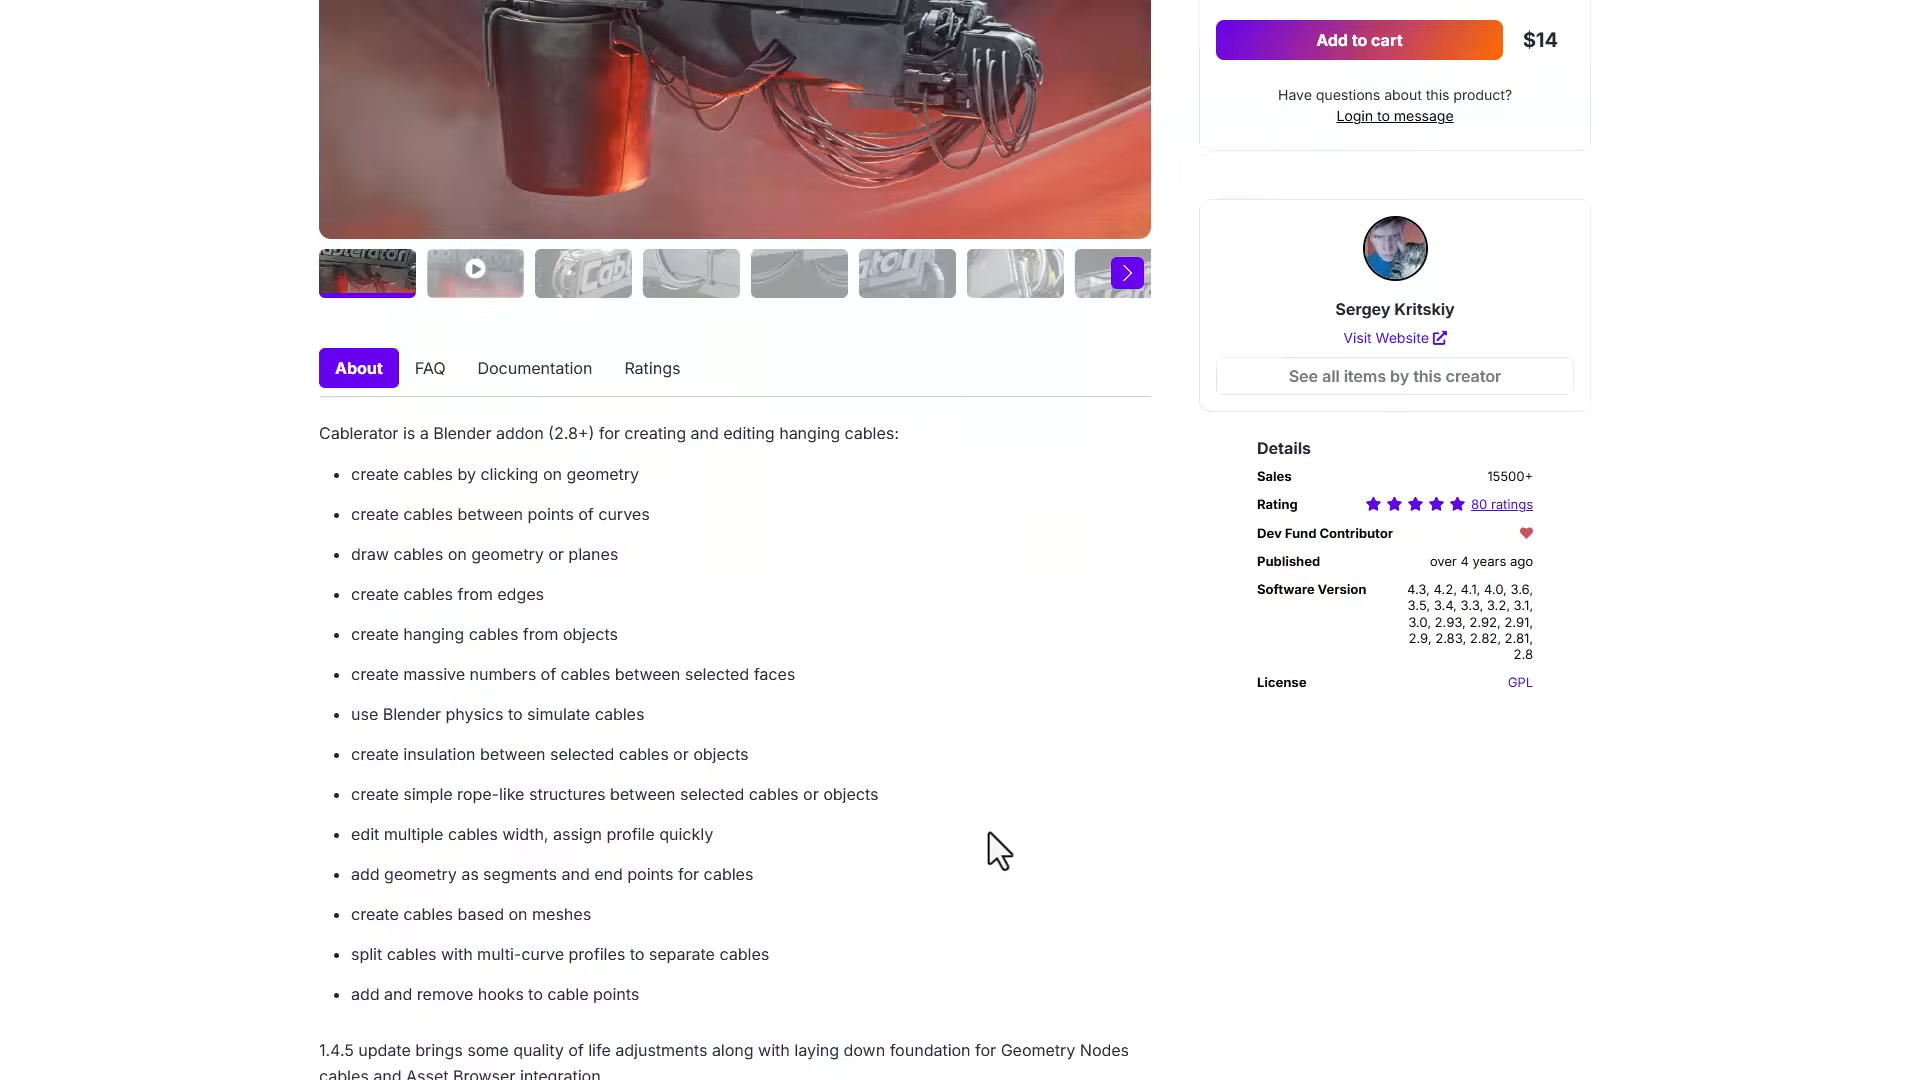 Add to cart
$14
Have questions about this product?
Login to message
Sergey Kritskiy
Visit Website
See all items by this creator
About
FAQ
Documentation
Ratings
Cablerator is a Blender addon (2.8+) for creating and editing hanging cables:
create cables by clicking on geometry
create cables between points of curves
draw cables on geometry or planes
create cables from edges
create hanging cables from objects
create massive numbers of cables between selected faces
use Blender physics to simulate cables
create insulation between selected cables or objects
create simple rope-like structures between selected cables or objects
edit multiple cables width, assign profile quickly
add geometry as segments and end points for cables
create cables based on meshes
split cables with multi-curve profiles to separate cables
add and remove hooks to cable points
1.4.5 update brings some quality of life adjustments along with laying down foundation for Geometry Nodes
cables and Asset Browser integration
Details
Sales 15500+
Rating 80 ratings
Dev Fund Contributor
Published over 4 years ago
Software Version 4.3, 4.2, 4.1, 4.0, 3.6,
3.5, 3.4, 3.3, 3.2, 3.1,
3.0, 2.93, 2.92, 2.91,
2.9, 2.83, 2.82, 2.81,
2.8
License GPL